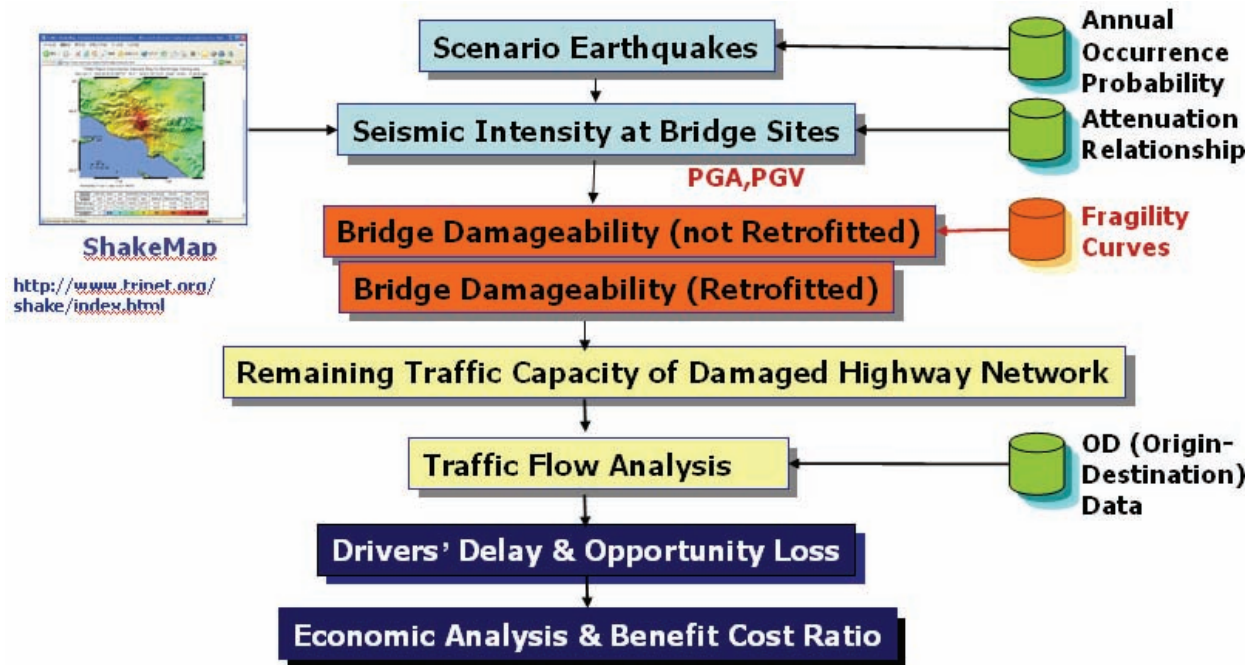 Scenario Earthquakes
Annual
Occurrence
Probability
Seismic Intensity at Bridge Sites
Attenuation
Relationship
PGA,PGV
ShakeMap
http://www.trinet.org/
shake/index.html
Bridge Damageability (not Retrofitted)
Fragility
Curves
Bridge Damageability (Retrofitted)
Remaining Traffic Capacity of Damaged Highway Network
Traffic Flow Analysis
OD (Origin-
Destination)
Data
Drivers’ Delay & Opportunity Loss
Economic Analysis & Benefit Cost Ratio